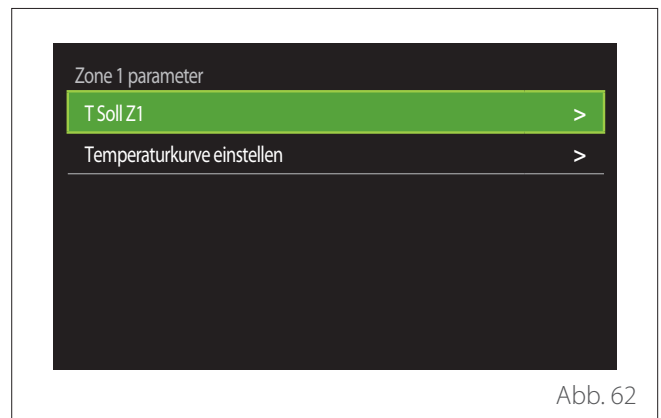 Zone 1 parameter
T Soll Z1 >
Temperaturkurve einstellen >
Abb. 62